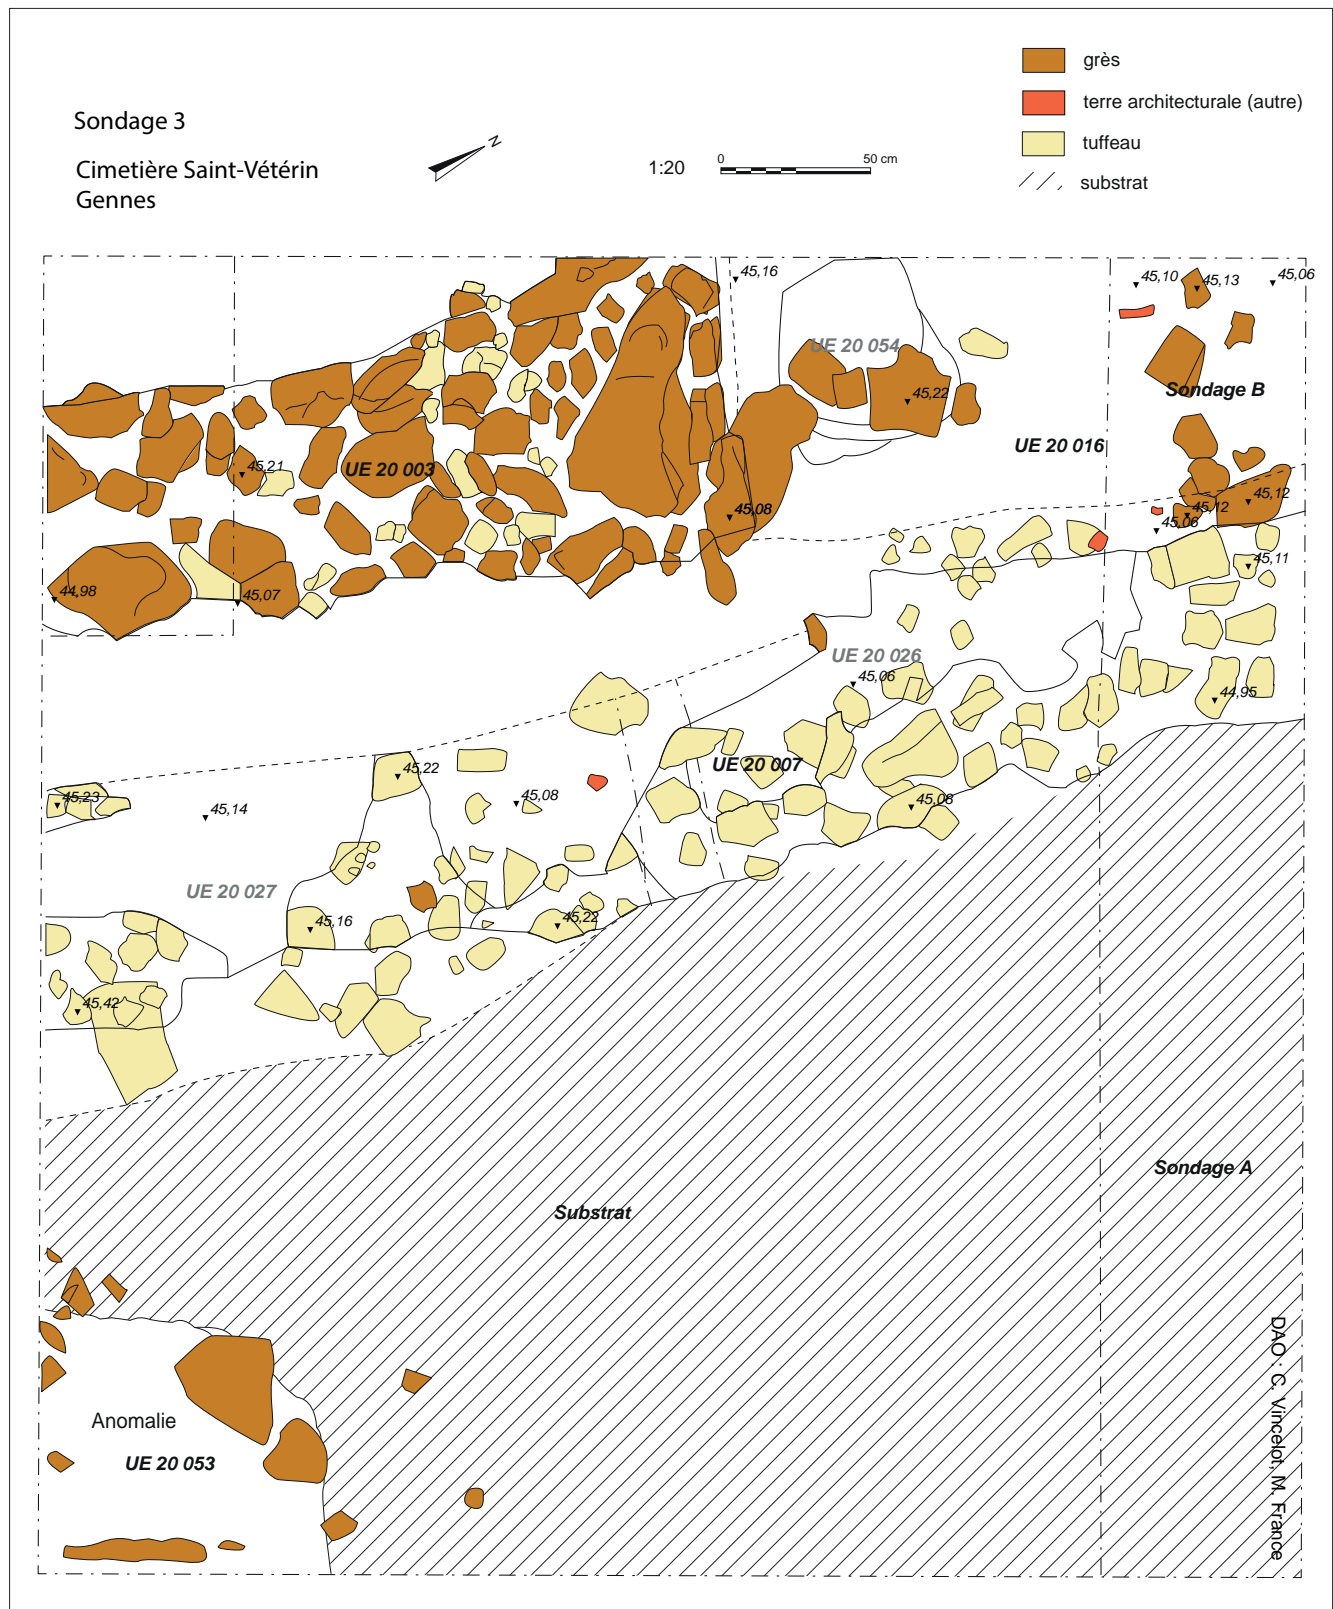 grès
terre architecturale (autre)
tuffeau
substrat
Sondage 3
Cimetière Saint-Vétérin
Gennes
N
1:20
0 50 cm
45,16
45,10
45,13
45,06
UE 20 054
45,22
Sondage B
UE 20 016
45,21
UE 20 003
45,08
45,12
45,12
45,06
45,11
44,98
45,07
UE 20 026
45,06
44,95
45,22
UE 20 007
45,23
45,14
45,08
45,08
UE 20 027
45,16
45,22
45,42
Sondage A
Substrat
Anomalie
UE 20 053
DAO : C. Vincelot, M. France